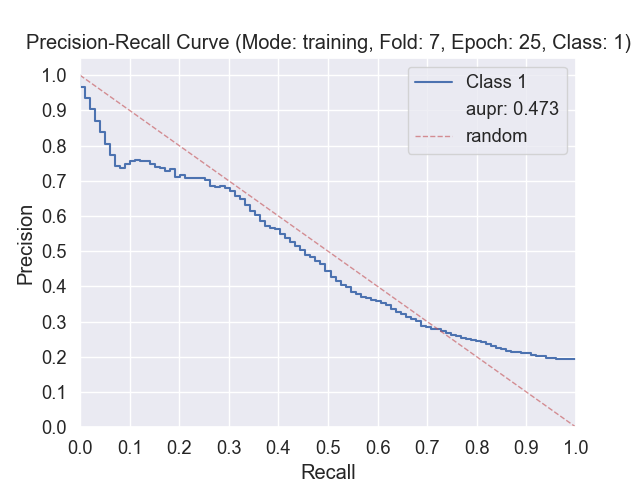 Precision-Recall Curve (Mode: training, Fold: 7, Epoch: 25, Class: 1)
Class 1
aupr: 0.473
random
1.0
0.9
0.8
0.7
0.6
0.5
0.4
0.3
0.2
0.1
0.0
Precision
0.0 0.1 0.2 0.3 0.4 0.5 0.6 0.7 0.8 0.9 1.0
Recall